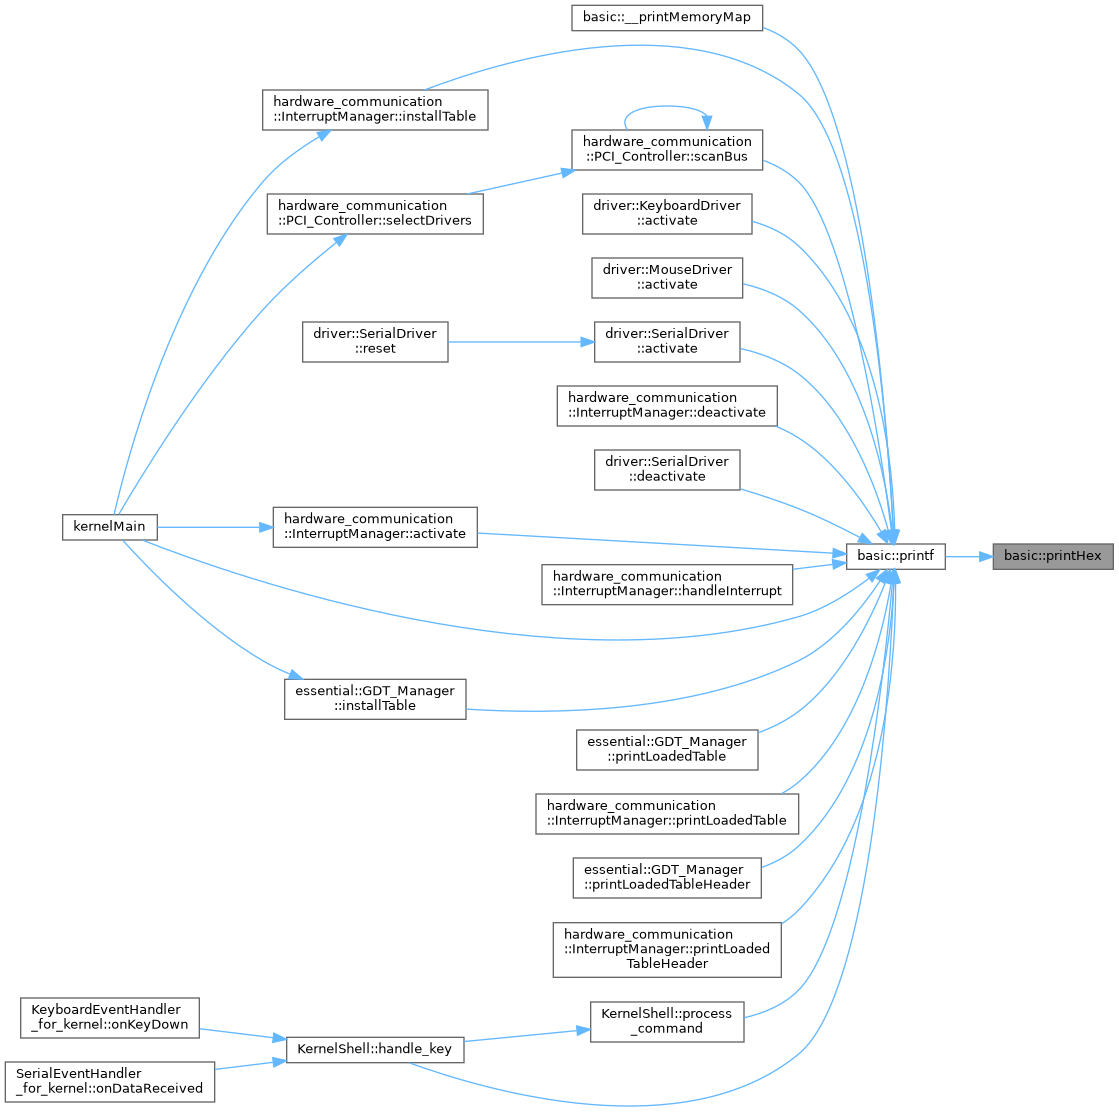 basic::__printMemoryMap
hardware_communication
::InterruptManager::installTable
hardware_communication
::PCI_Controller::scanBus
driver::KeyboardDriver
::activate
hardware_communication
::PCI_Controller::selectDrivers
driver::MouseDriver
::activate
driver::SerialDriver
::reset
driver::SerialDriver
::activate
hardware_communication
::InterruptManager::deactivate
driver::SerialDriver
::deactivate
kernelMain
hardware_communication
::InterruptManager::activate
basic::printf
basic::printHex
hardware_communication
::InterruptManager::handleInterrupt
essential::GDT_Manager
::installTable
essential::GDT_Manager
::printLoadedTable
hardware_communication
::InterruptManager::printLoadedTable
essential::GDT_Manager
::printLoadedTableHeader
hardware_communication
::InterruptManager::printLoaded
TableHeader
KeyboardEventHandler
_for_kernel::onKeyDown
KernelShell::process
_command
KernelShell::handle_key
SerialEventHandler
_for_kernel::onDataReceived